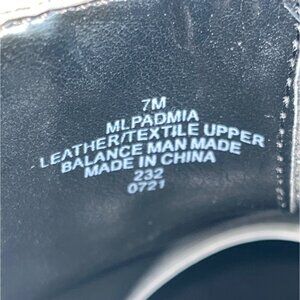 7M
MLPADMIA
LEATHER/TEXTILE UPPER
BALANCE MAN MADE
MADE IN CHINA
232
0721